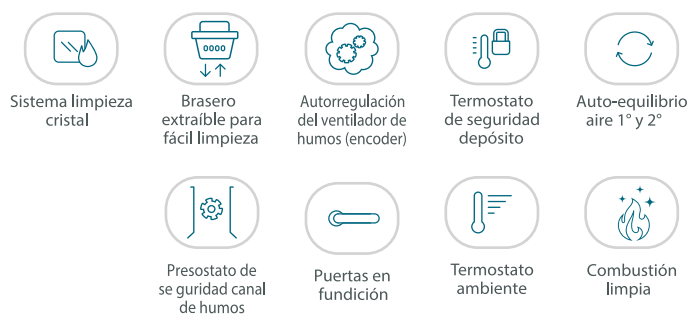 Sistema limpieza
cristal
Brasero
extraíble para
fácil limpieza
Autorregulación
del ventilador de
humos (encoder)
Termostato
de seguridad
depósito
Auto-equilibrio
aire 1° y 2°
Presostato de
se guridad canal
de humos
Puertas en
fundición
Termostato
ambiente
Combustión
limpia